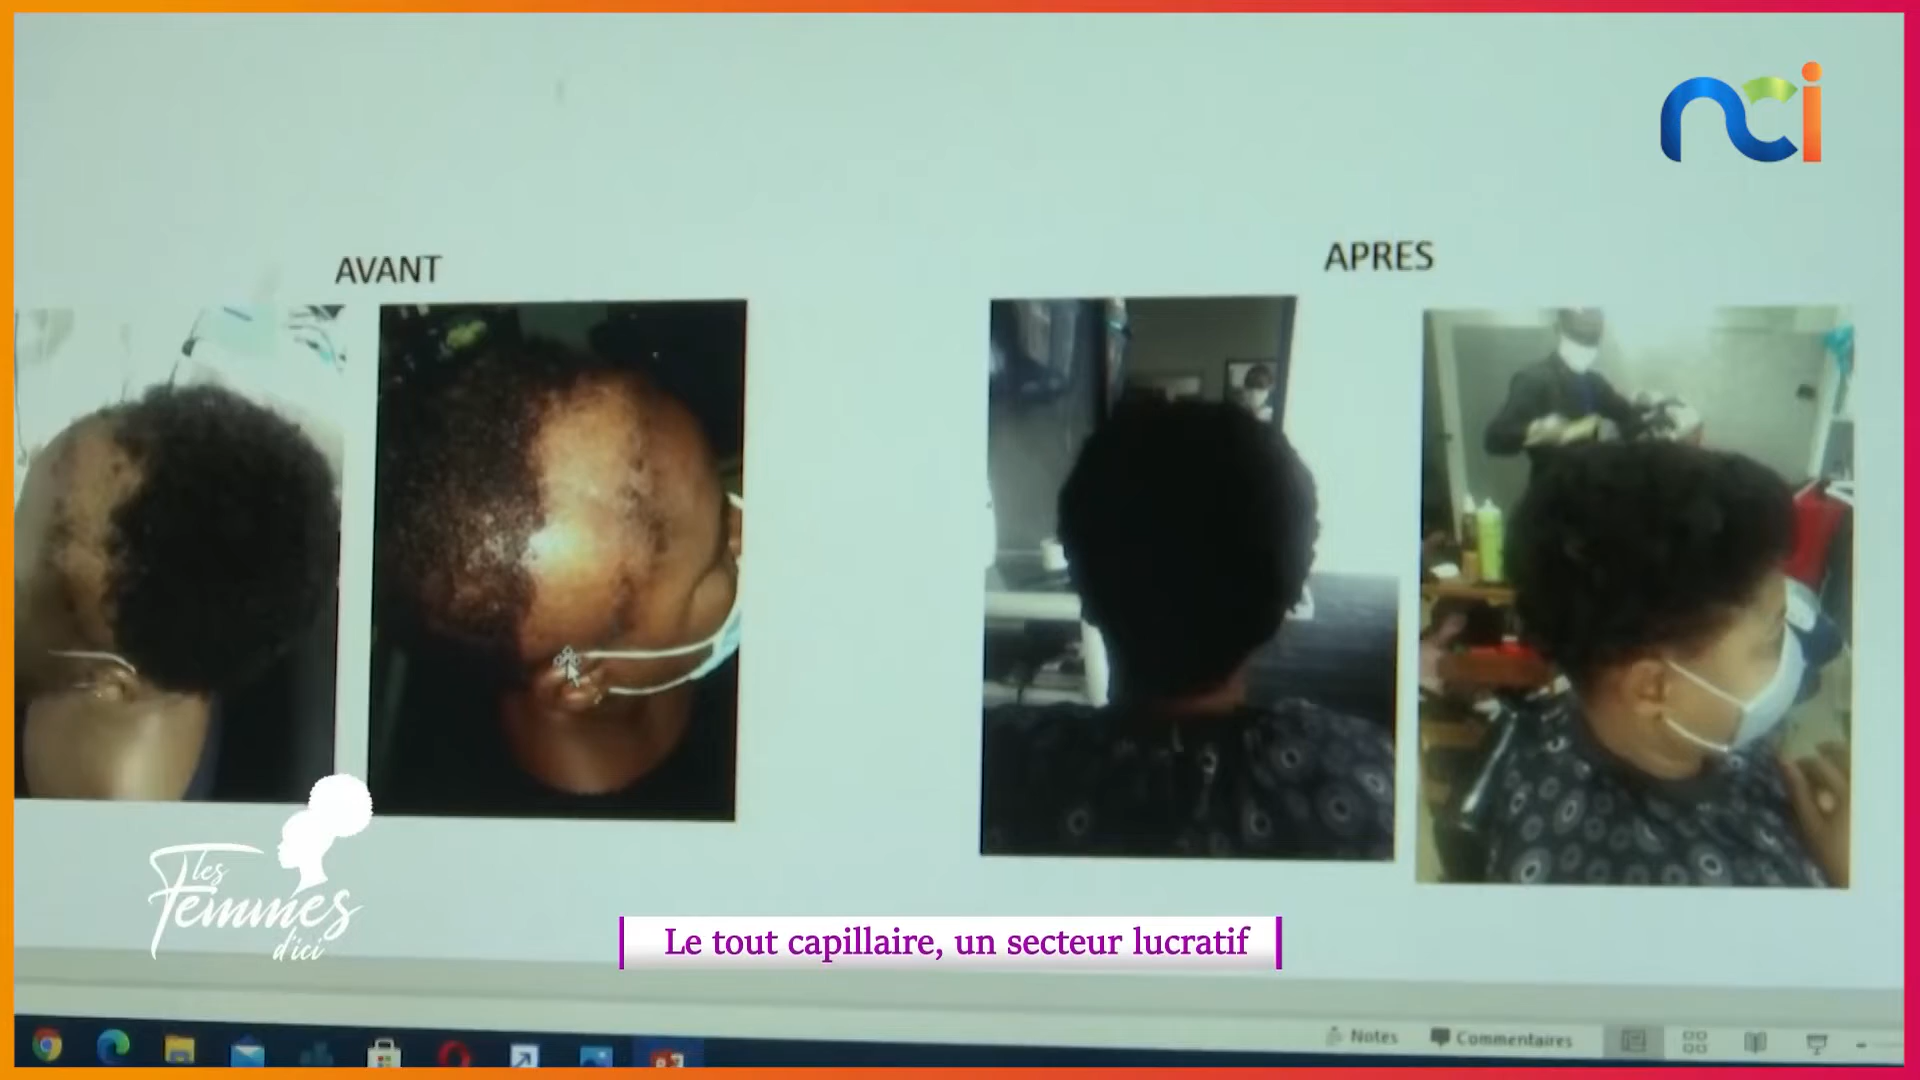 nci
AVANT
APRES
les
Femmes
d'ici
Le tout capillaire, un secteur lucratif
Notes
Commentaires